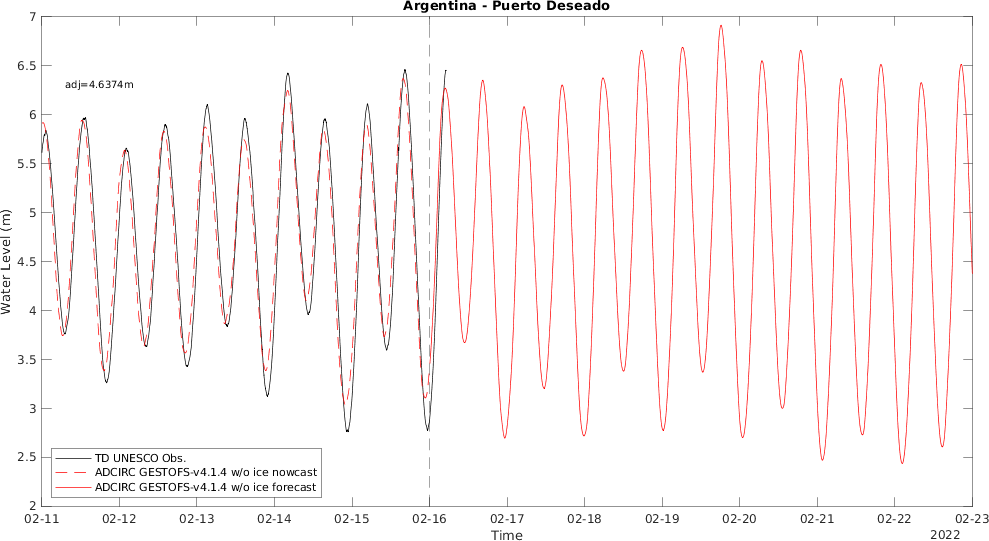 Argentina - Puerto Deseado
7
6.5
6
5.5
5
4.5
4
3.5
3
2.5
2
Water Level (m)
adj=4.6374m
TD UNESCO Obs.
ADCIRC GESTOFS-v4.1.4 w/o ice nowcast
ADCIRC GESTOFS-v4.1.4 w/o ice forecast
02-11 02-12 02-13 02-14 02-15 02-16 02-17 02-18 02-19 02-20 02-21 02-22 02-23
Time
2022